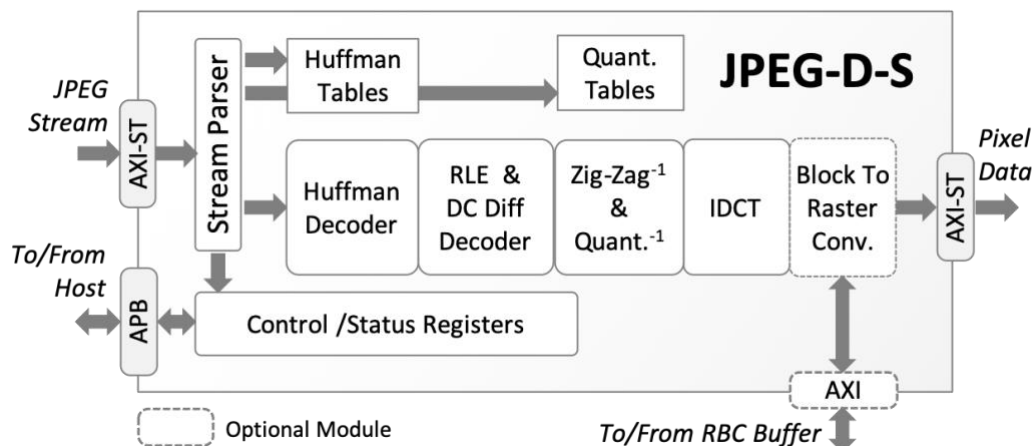 JPEG-D-S
JPEG
Stream
AXI-ST
Stream Parser
Huffman
Tables
Quant.
Tables
Huffman
Decoder
RLE &
DC Diff
Decoder
Zig-Zag⁻¹
&
Quant.⁻¹
IDCT
Block To
Raster
Conv.
AXI-ST
Pixel
Data
To/From
Host
APB
Control /Status Registers
AXI
To/From RBC Buffer
Optional Module